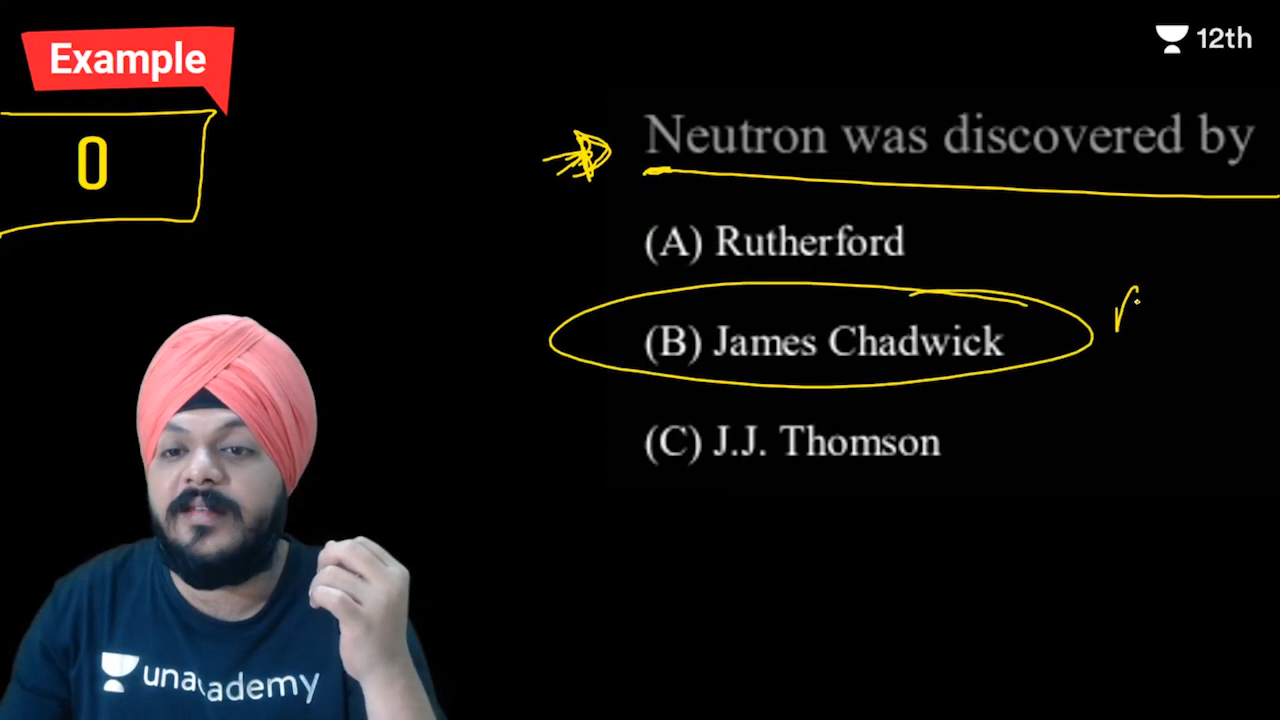 Example
12th
0
Neutron was discovered by
(A) Rutherford
(B) James Chadwick
(C) J.J. Thomson
unacademy